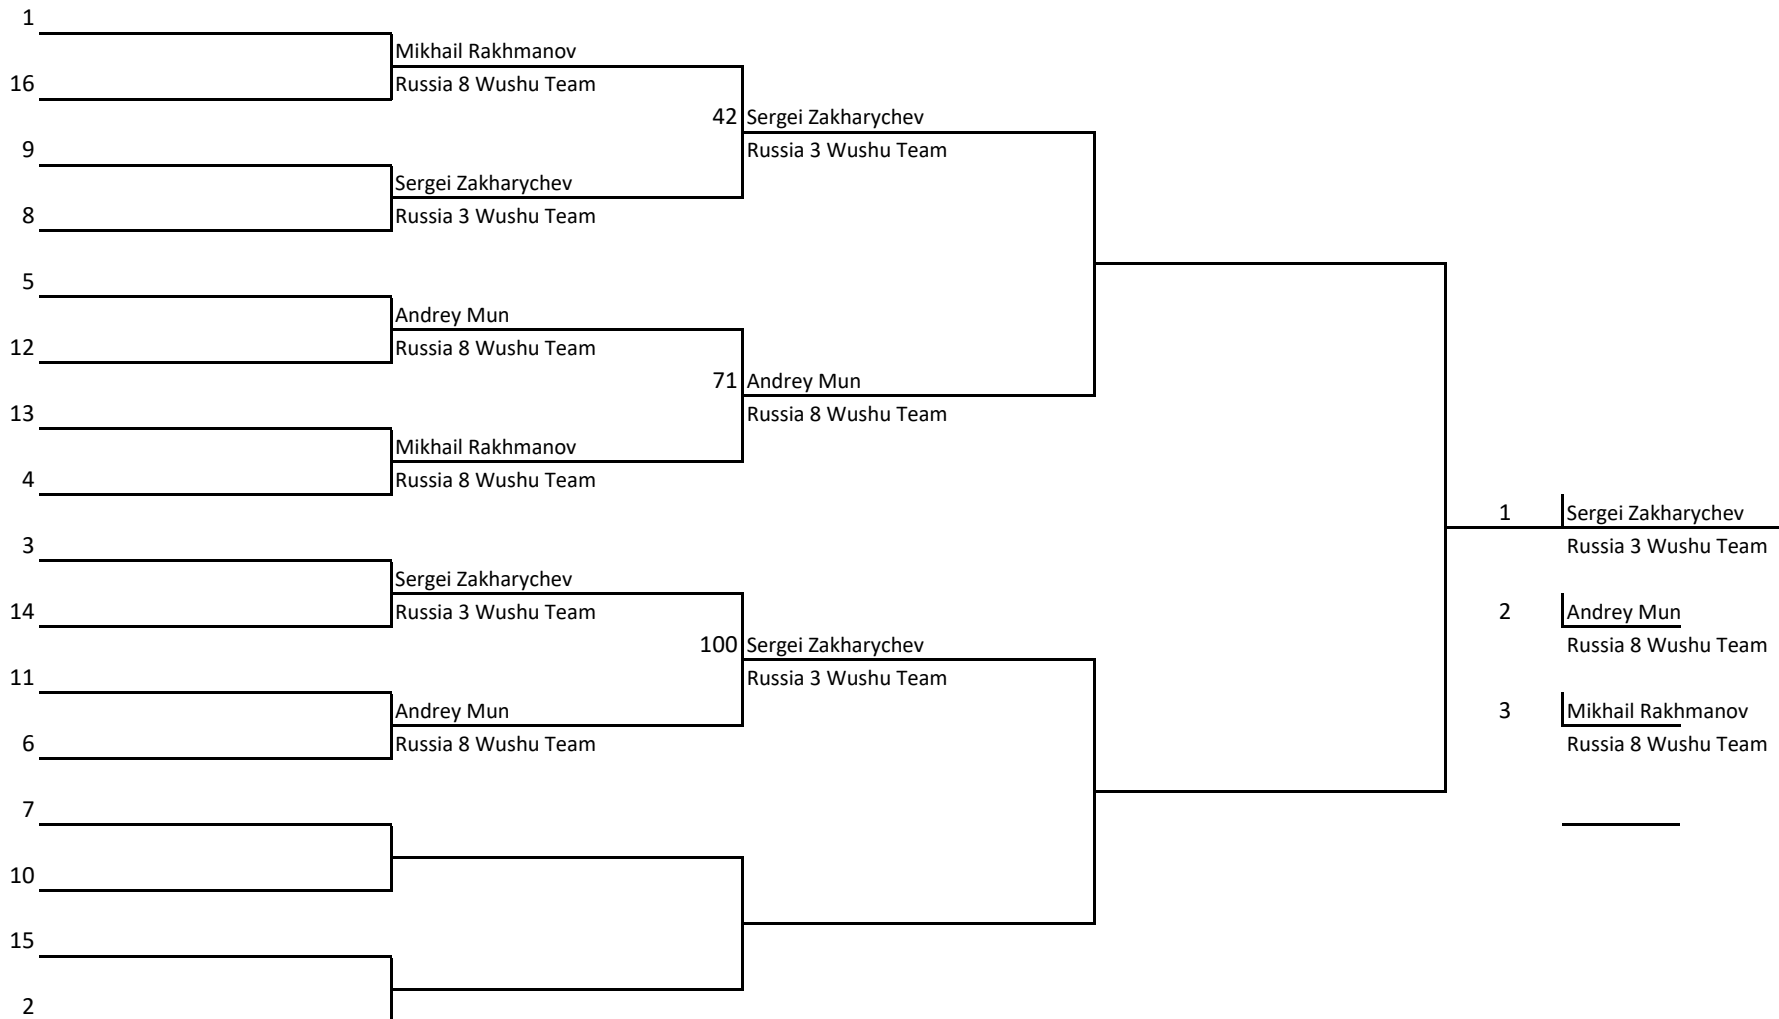 1
Mikhail Rakhmanov
16
Russia 8 Wushu Team
42 Sergei Zakharychev
9
Russia 3 Wushu Team
Sergei Zakharychev
8
Russia 3 Wushu Team
5
Andrey Mun
12
Russia 8 Wushu Team
71 Andrey Mun
13
Russia 8 Wushu Team
Mikhail Rakhmanov
4
Russia 8 Wushu Team
1 Sergei Zakharychev
3
Russia 3 Wushu Team
Sergei Zakharychev
14
Russia 3 Wushu Team
2 Andrey Mun
100 Sergei Zakharychev
Russia 8 Wushu Team
11
Russia 3 Wushu Team
Andrey Mun
3 Mikhail Rakhmanov
6
Russia 8 Wushu Team
Russia 8 Wushu Team
7
10
15
2